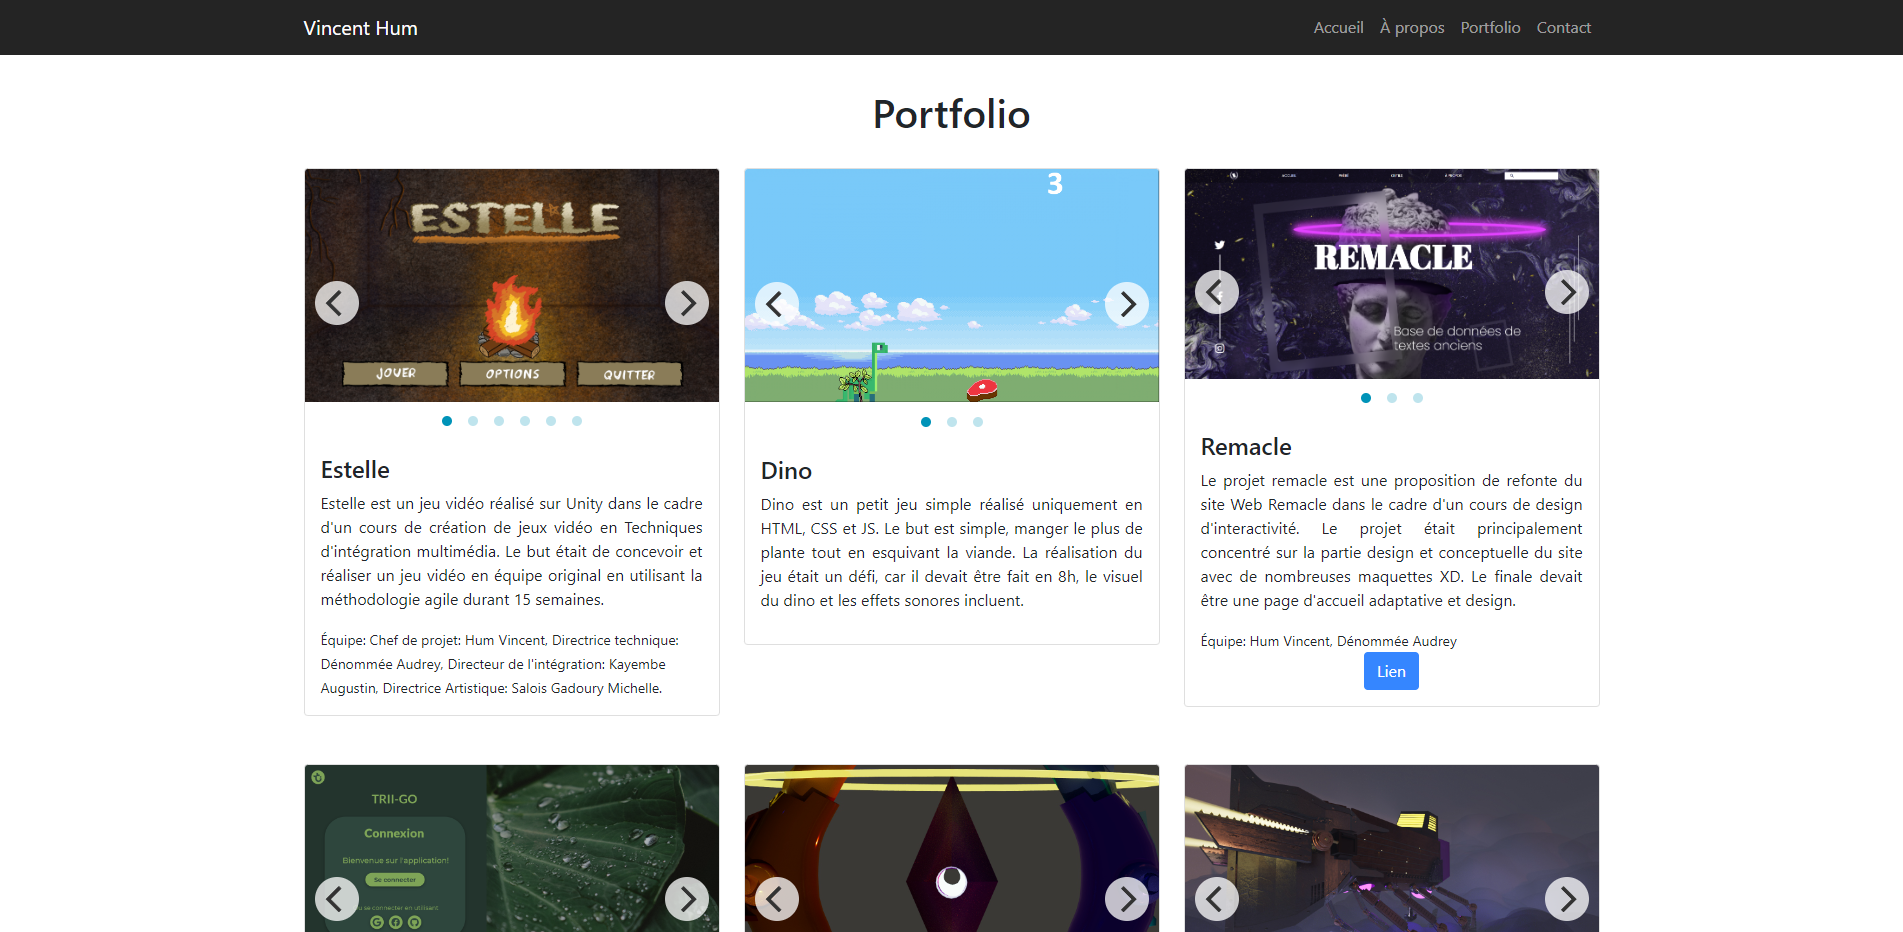 Vincent Hum
Accueil À propos Portfolio Contact
Portfolio
ESTELLE
JOUER OPTIONS QUITTER
Estelle
Estelle est un jeu vidéo réalisé sur Unity dans le cadre
d'un cours de création de jeux vidéo en Techniques
d'intégration multimédia. Le but était de concevoir et
réaliser un jeu vidéo en équipe original en utilisant la
méthodologie agile durant 15 semaines.
Équipe: Chef de projet: Hum Vincent, Directrice technique:
Dénommée Audrey, Directeur de l'intégration: Kayembe
Augustin, Directrice Artistique: Salois Gadoury Michelle.
3
Dino
Dino est un petit jeu simple réalisé uniquement en
HTML, CSS et JS. Le but est simple, manger le plus de
plante tout en esquivant la viande. La réalisation du
jeu était un défi, car il devait être fait en 8h, le visuel
du dino et les effets sonores incluent.
ACCUEIL
À PROPOS
REMACLE
Base de données de
textes anciens
Remacle
Le projet remacle est une proposition de refonte du
site Web Remacle dans le cadre d'un cours de design
d'interactivité. Le projet était principalement
concentré sur la partie design et conceptuelle du site
avec de nombreuses maquettes XD. Le finale devait
être une page d'accueil adaptative et design.
Équipe: Hum Vincent, Dénommée Audrey
Lien
TRII-GO
Connexion
Bienvenue sur l'application!
Se connecter
se connecter en utilisant